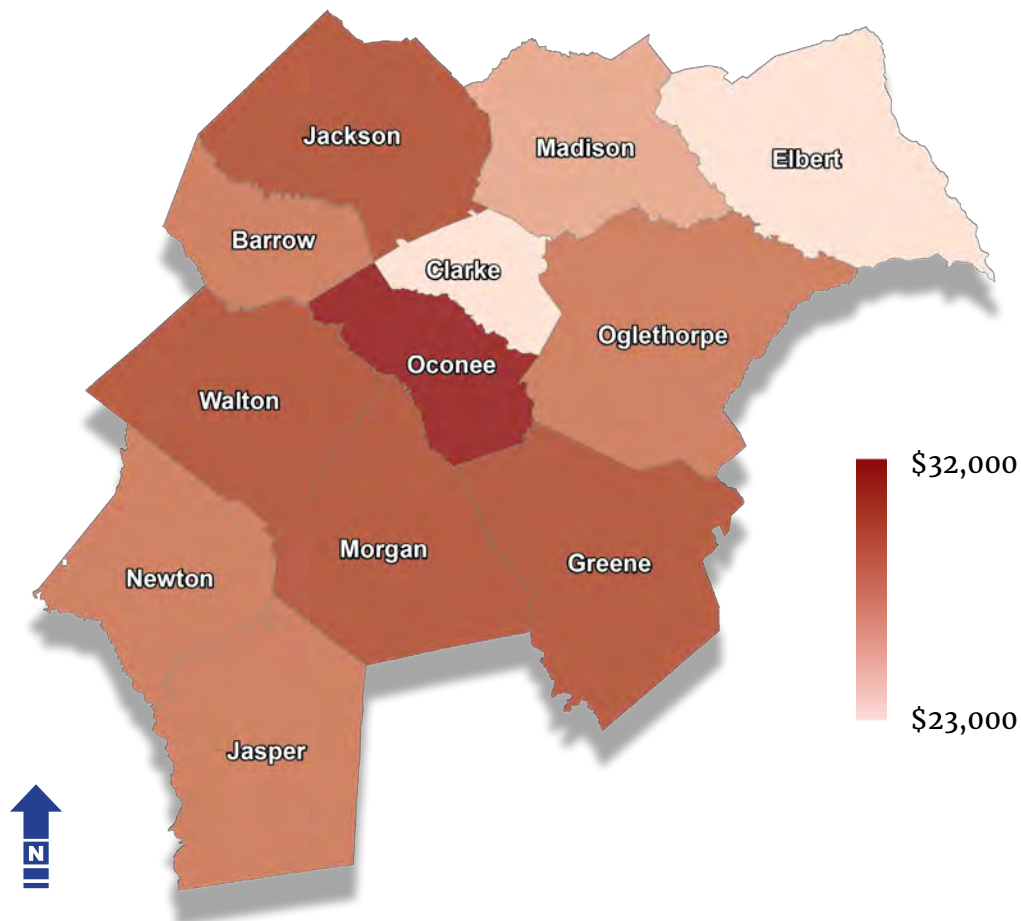 Jackson
Madison
Elbert
Barrow
Clarke
Oglethorpe
Oconee
Walton
$32,000
Morgan
Greene
Newton
$23,000
Jasper
N